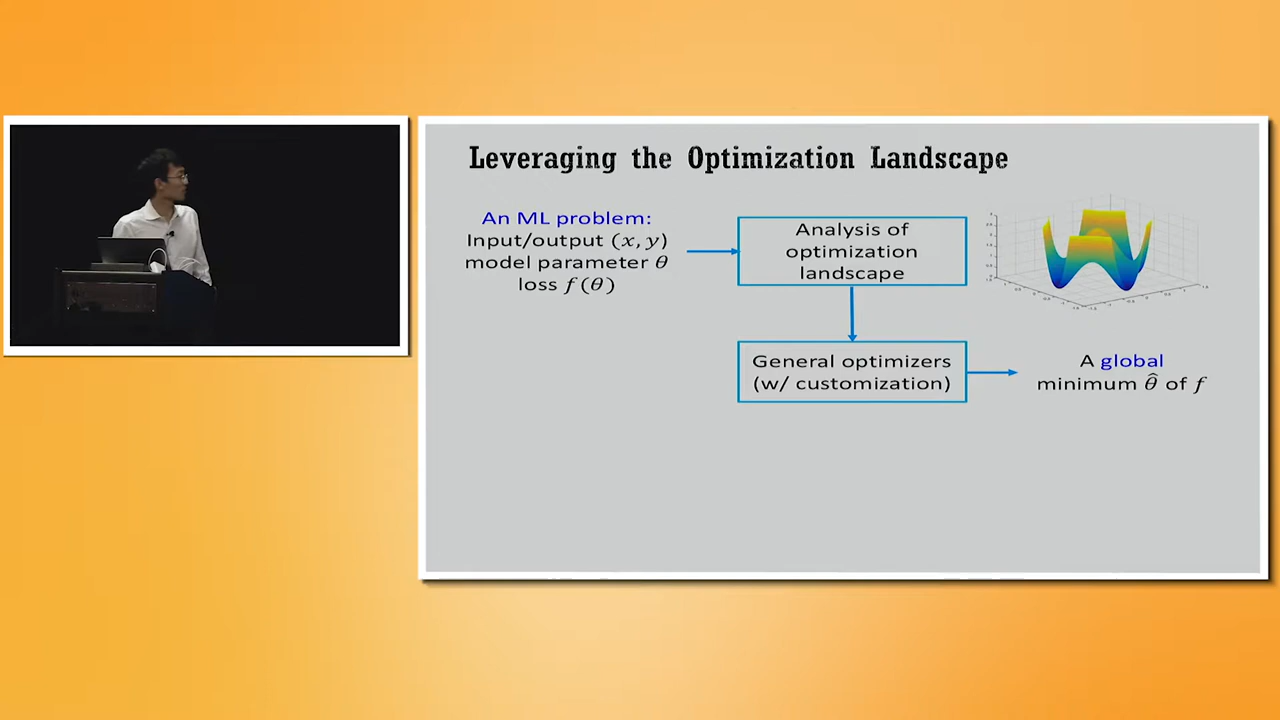 Leveraging the Optimization Landscape
An ML problem:
Input/output (x, y)
model parameter θ
loss f(θ)
Analysis of
optimization
landscape
General optimizers
(w/ customization)
A global
minimum θ̂ of f